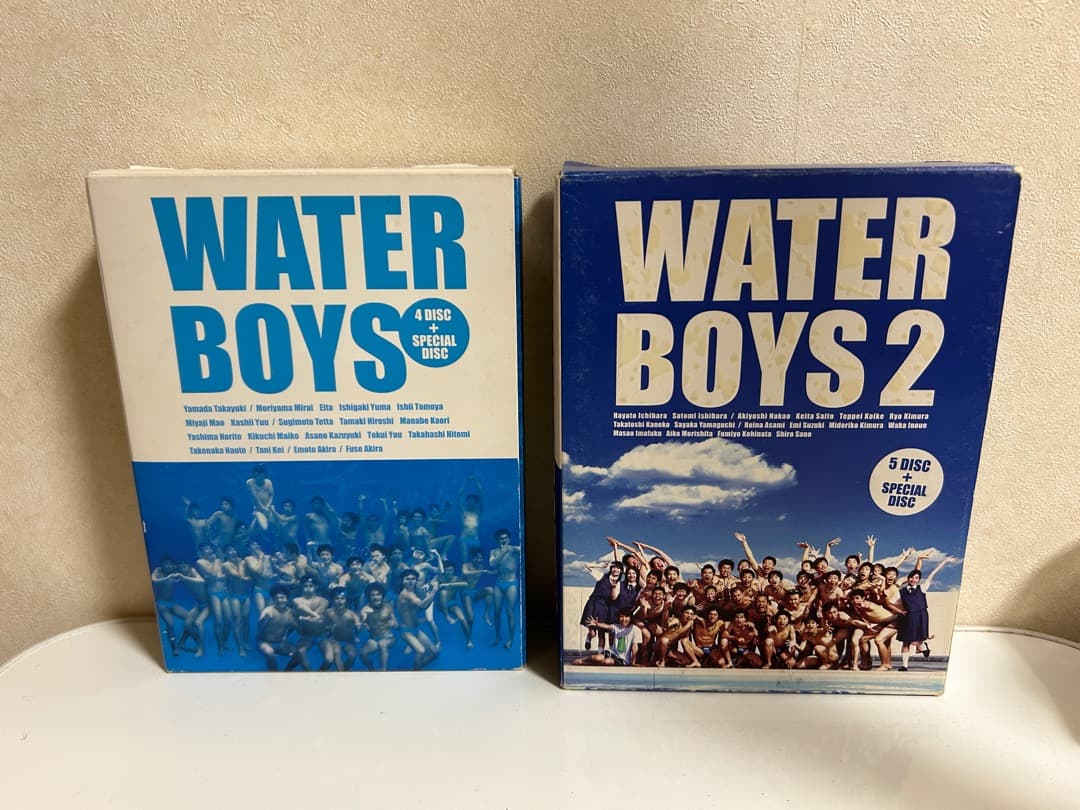 WATER
BOYS
4 DISC
+
SPECIAL
DISC
Yamada Takayuki / Moriyama Mirai Eita Ishigaki Yuma Ishii Tomoya
Miyaji Mao Kashii Yuu / Sugimoto Tetta Tamaki Hiroshi Manabe Kaori
Yashima Norito Kikuchi Maiko Asano Kazuyuki Tokui Yuu Takahashi Hitomi
Takenaka Naoto / Tani Kei / Emoto Akira / Fuse Akira
WATER
BOYS 2
Hayato Ichihara Satomi Ishihara / Akiyoshi Nakao Keita Saito Teppei Koike Ryo Kimura
Takatoshi Kaneko Sayaka Yamaguchi / Reina Asami Emi Suzuki Midoriko Kimura Waka Inoue
Masao Imafuku Aiko Morishita Fumiyo Kohinata Shiro Sano
5 DISC
+
SPECIAL
DISC